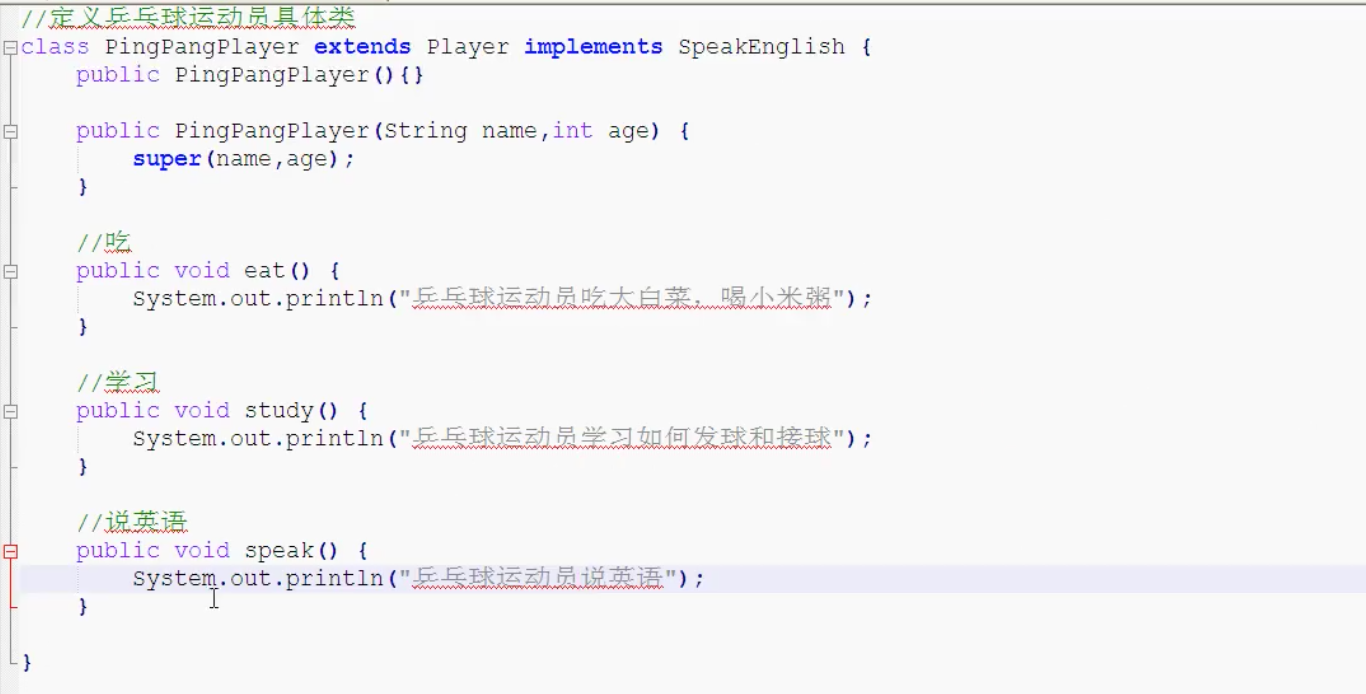 //定义乒乓球运动员具体类
class PingPangPlayer extends Player implements SpeakEnglish {
public PingPangPlayer(){}
public PingPangPlayer(String name,int age) {
super(name,age);
}
//吃
public void eat() {
System.out.println("乒乓球运动员吃大白菜，喝小米粥");
}
//学习
public void study() {
System.out.println("乒乓球运动员学习如何发球和接球");
}
//说英语
public void speak() {
System.out.println("乒乓球运动员说英语");
}
}